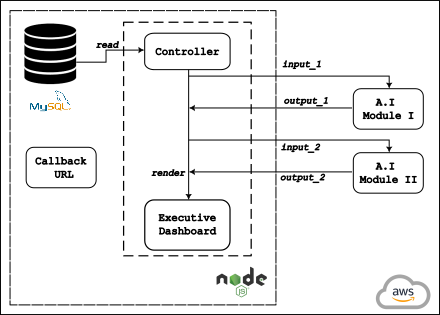 read
Controller
MySQL
input_1
output_1
A.I
Module I
input_2
output_2
A.I
Module II
Callback
URL
render
Executive
Dashboard
node
JS
aws